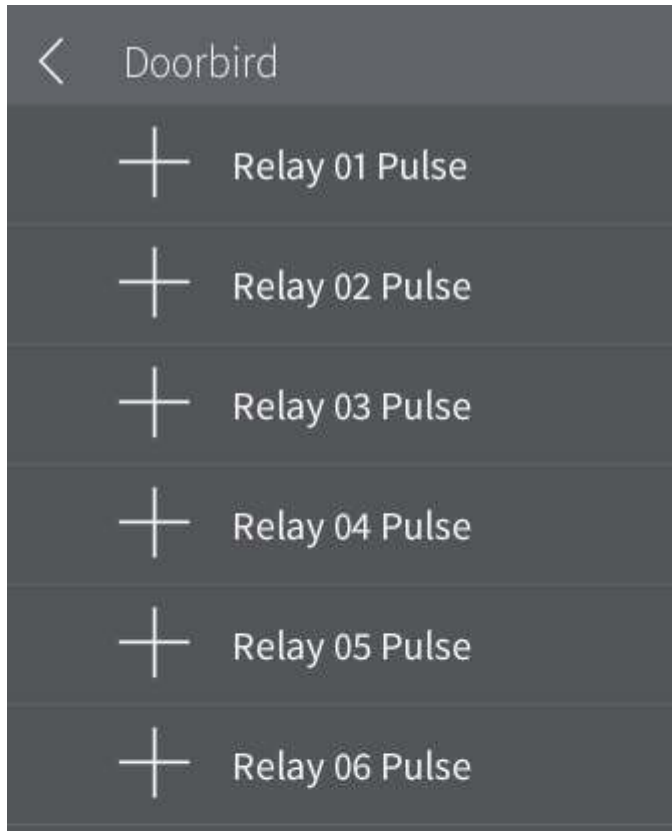 Doorbird
Relay 01 Pulse
Relay 02 Pulse
Relay 03 Pulse
Relay 04 Pulse
Relay 05 Pulse
Relay 06 Pulse